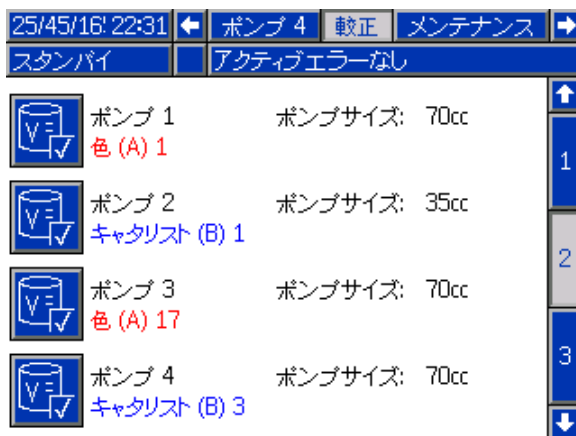 25/45/16 22:31 ポンプ 4 較正 メンテナンス
スタンバイ アクティブエラーなし
ポンプ 1 ポンプサイズ: 70cc
色 (A) 1
ポンプ 2 ポンプサイズ: 35cc
キャタリスト (B) 1
ポンプ 3 ポンプサイズ: 70cc
色 (A) 17
ポンプ 4 ポンプサイズ: 70cc
キャタリスト (B) 3
1
2
3